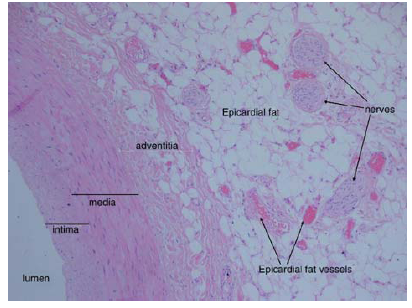 nerves
Epicardial fat
adventitia
media
intima
Epicardial fat vessels
lumen